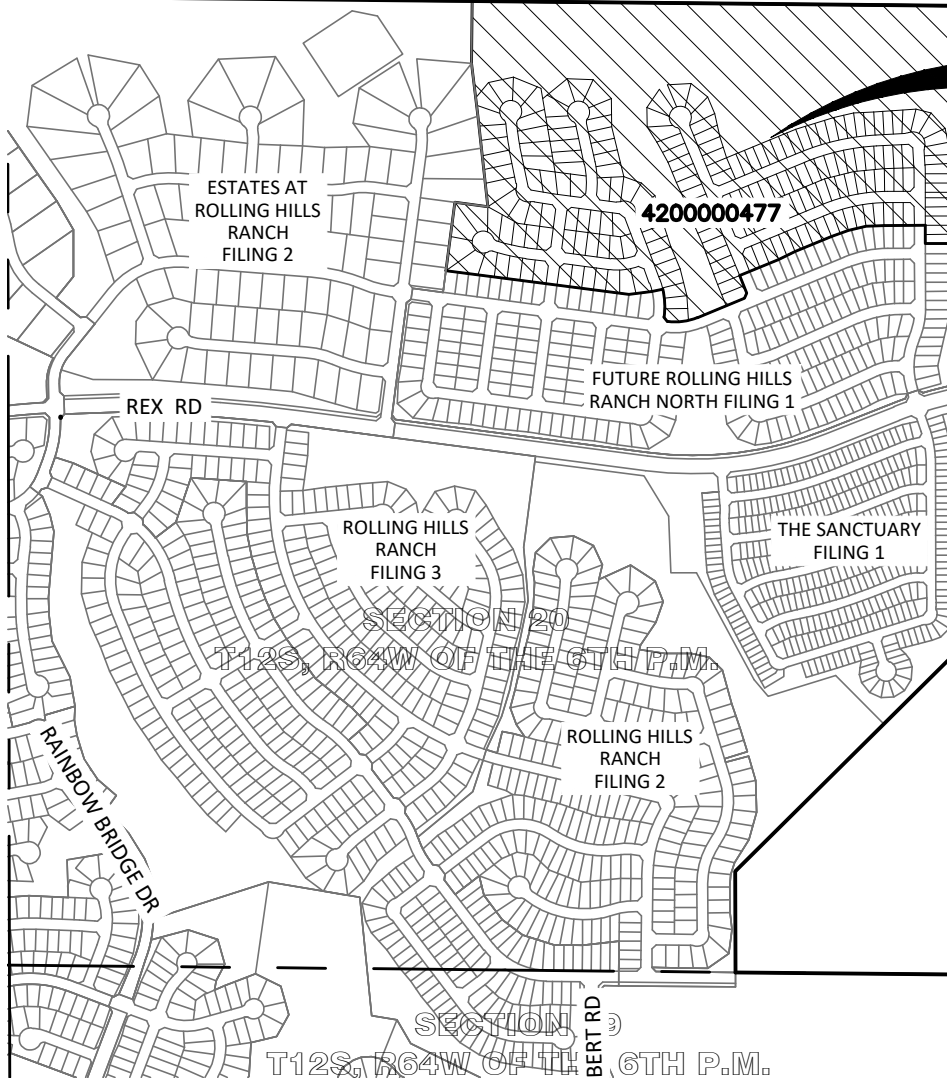 ESTATES AT
ROLLING HILLS
RANCH
FILING 2
4200000477
FUTURE ROLLING HILLS
RANCH NORTH FILING 1
REX RD
ROLLING HILLS
RANCH
FILING 3
THE SANCTUARY
FILING 1
SECTION 20
T12S, R64W OF THE 6TH P.M.
ROLLING HILLS
RANCH
FILING 2
RAINBOW BRIDGE DR
BERT RD
SECTION 9
T12S, R64W OF TH 6TH P.M.